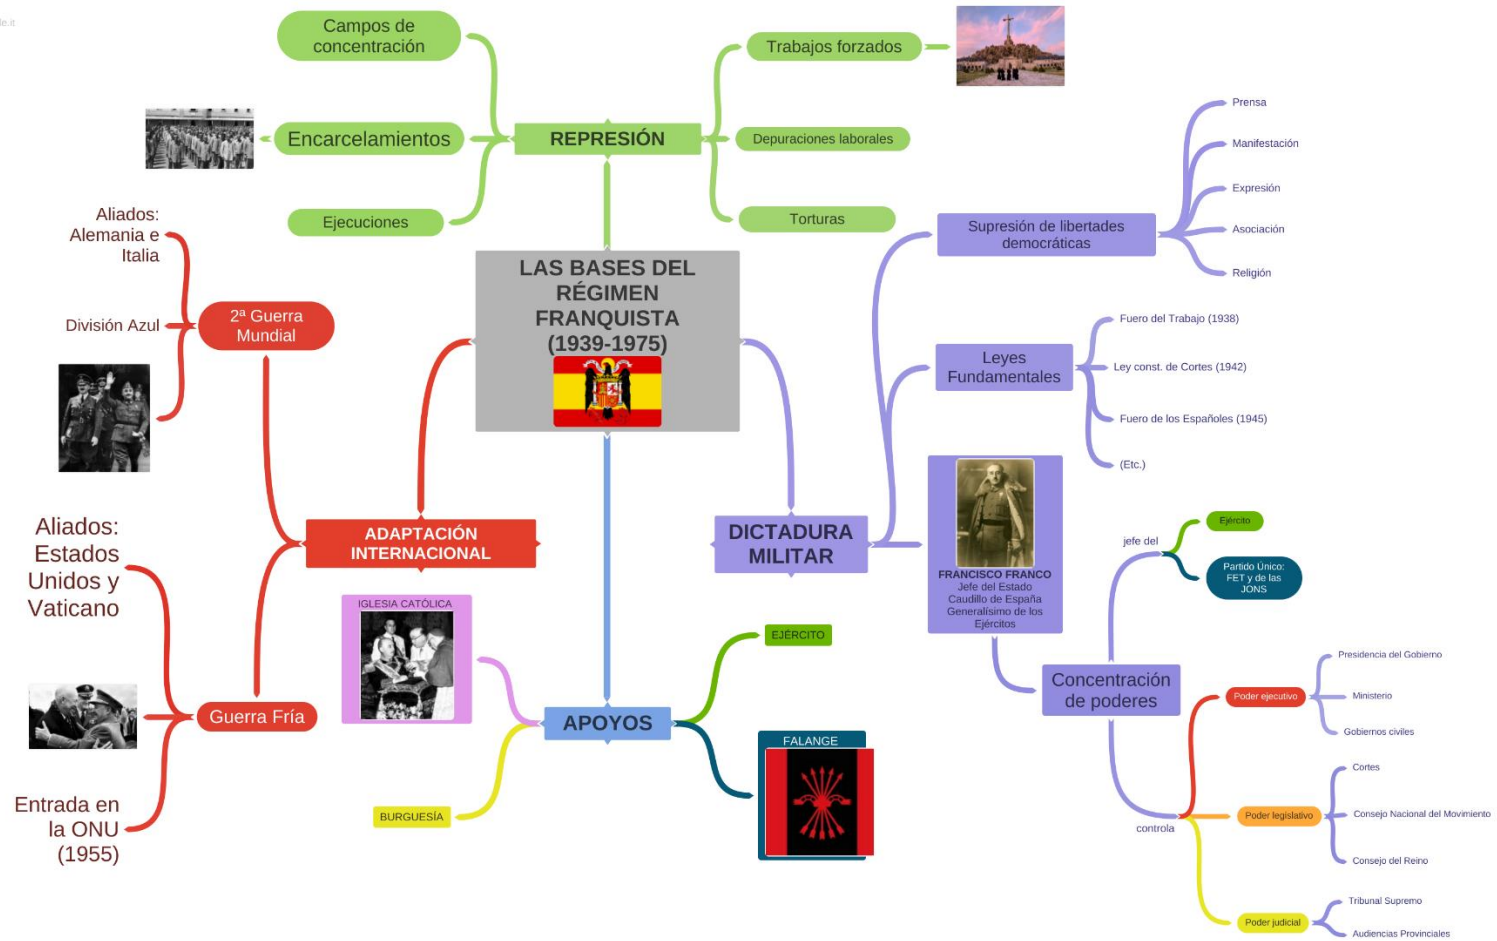 le.it
LAS BASES DEL
RÉGIMEN
FRANQUISTA
(1939-1975)
REPRESIÓN
Campos de
concentración
Encarcelamientos
Ejecuciones
Trabajos forzados
Depuraciones laborales
Torturas
DICTADURA
MILITAR
Supresión de libertades
democráticas
Prensa
Manifestación
Expresión
Asociación
Religión
Leyes
Fundamentales
Fuero del Trabajo (1938)
Ley const. de Cortes (1942)
Fuero de los Españoles (1945)
(Etc.)
FRANCISCO FRANCO
Jefe del Estado
Caudillo de España
Generalísimo de los
Ejércitos
Concentración
de poderes
jefe del
Ejército
Partido Único:
FET y de las
JONS
controla
Poder ejecutivo
Presidencia del Gobierno
Ministerio
Gobiernos civiles
Poder legislativo
Cortes
Consejo Nacional del Movimiento
Consejo del Reino
Poder judicial
Tribunal Supremo
Audiencias Provinciales
APOYOS
EJÉRCITO
FALANGE
IGLESIA CATÓLICA
BURGUESÍA
ADAPTACIÓN
INTERNACIONAL
2ª Guerra
Mundial
Aliados:
Alemania e
Italia
División Azul
Guerra Fría
Aliados:
Estados
Unidos y
Vaticano
Entrada en
la ONU
(1955)